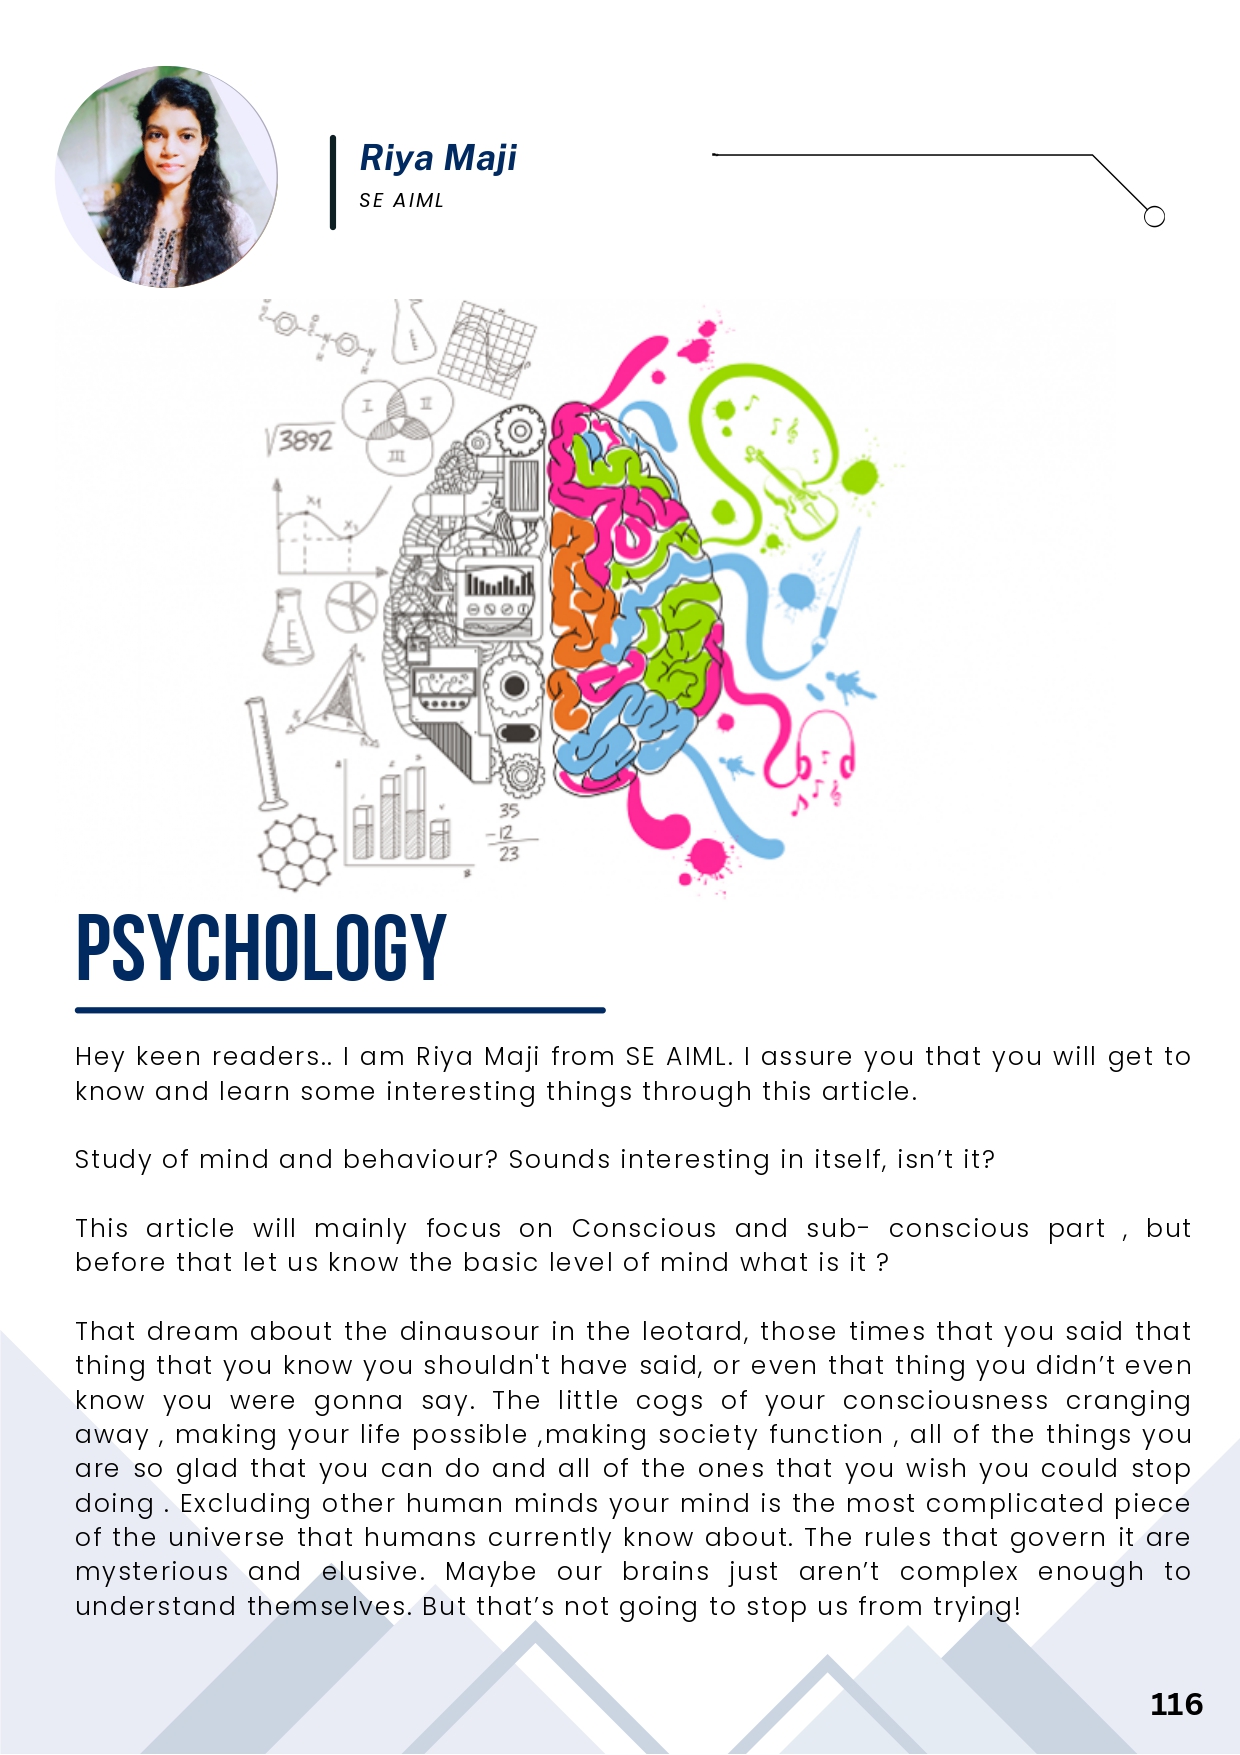 Riya Maji
SE AIML
I
II
III
√3892
X1
X2
E
35
-12
23
PSYCHOLOGY
Hey keen readers.. I am Riya Maji from SE AIML. I assure you that you will get to
know and learn some interesting things through this article.
Study of mind and behaviour? Sounds interesting in itself, isn’t it?
This article will mainly focus on Conscious and sub- conscious part , but
before that let us know the basic level of mind what is it ?
That dream about the dinausour in the leotard, those times that you said that
thing that you know you shouldn't have said, or even that thing you didn’t even
know you were gonna say. The little cogs of your consciousness cranging
away , making your life possible ,making society function , all of the things you
are so glad that you can do and all of the ones that you wish you could stop
doing . Excluding other human minds your mind is the most complicated piece
of the universe that humans currently know about. The rules that govern it are
mysterious and elusive. Maybe our brains just aren’t complex enough to
understand themselves. But that’s not going to stop us from trying!
116